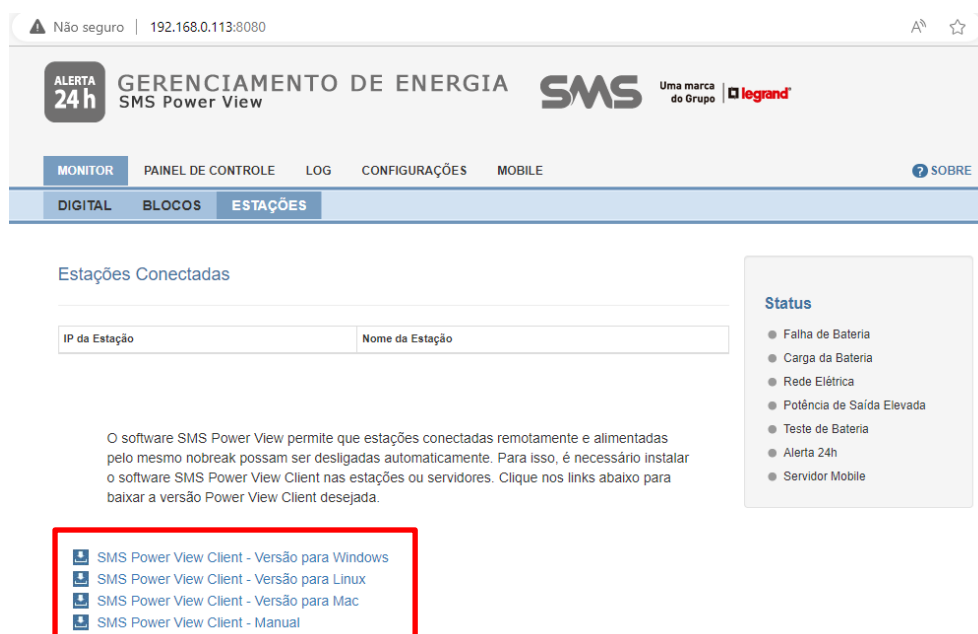 Não seguro | 192.168.0.113:8080
ALERTA
24 h
GERENCIAMENTO DE ENERGIA
SMS Power View
SMS
Uma marca
do Grupo
legrand
MONITOR PAINEL DE CONTROLE LOG CONFIGURAÇÕES MOBILE ? SOBRE
DIGITAL BLOCOS ESTAÇÕES
Estações Conectadas
IP da Estação Nome da Estação
O software SMS Power View permite que estações conectadas remotamente e alimentadas
pelo mesmo nobreak possam ser desligadas automaticamente. Para isso, é necessário instalar
o software SMS Power View Client nas estações ou servidores. Clique nos links abaixo para
baixar a versão Power View Client desejada.
SMS Power View Client - Versão para Windows
SMS Power View Client - Versão para Linux
SMS Power View Client - Versão para Mac
SMS Power View Client - Manual
Status
Falha de Bateria
Carga da Bateria
Rede Elétrica
Potência de Saída Elevada
Teste de Bateria
Alerta 24h
Servidor Mobile